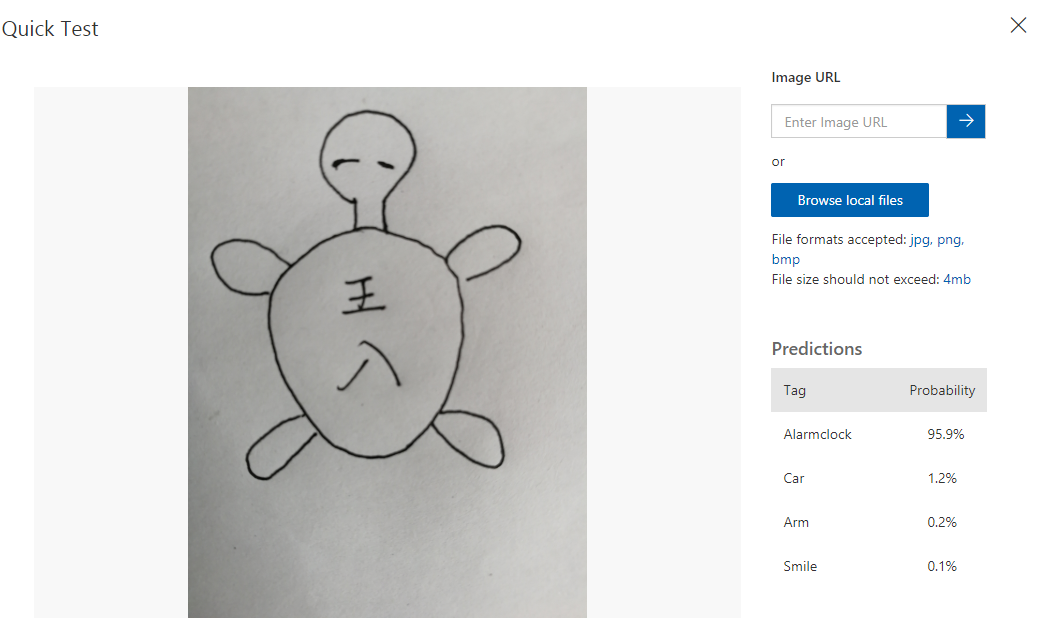 Quick Test
王
八
Image URL
Enter Image URL
or
Browse local files
File formats accepted: jpg, png,
bmp
File size should not exceed: 4mb
Predictions
Tag Probability
Alarmclock 95.9%
Car 1.2%
Arm 0.2%
Smile 0.1%